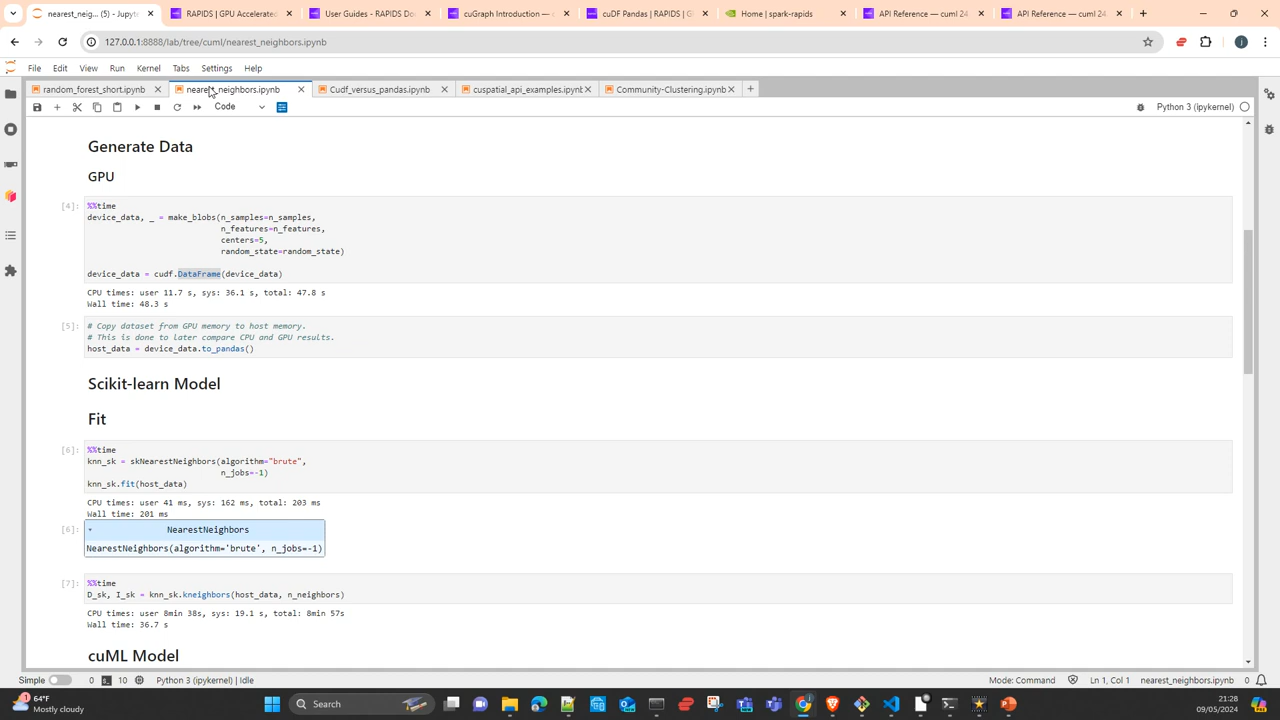 nearest_neig
(5) - Jupyt
RAPIDS | GPU Accelerated
User Guides - RAPIDS Do
cuGraph Introduction —
cuDF Pandas | RAPIDS | G
Home | spark-rapids
API Reference — cuml 24.
API Reference — cuml 24.
127.0.0.1:8888/lab/tree/cuml/nearest_neighbors.ipynb
File Edit View Run Kernel Tabs Settings Help
random_forest_short.ipynb
nearest_neighbors.ipynb
Cudf_versus_pandas.ipynb
cuspatial_api_examples.ipynb
Community-Clustering.ipynb
Code
Python 3 (ipykernel)
Generate Data
GPU
[4]:
%%time
device_data, _ = make_blobs(n_samples=n_samples,
n_features=n_features,
centers=5,
random_state=random_state)
device_data = cudf.DataFrame(device_data)
CPU times: user 11.7 s, sys: 36.1 s, total: 47.8 s
Wall time: 48.3 s
[5]:
# Copy dataset from GPU memory to host memory.
# This is done to later compare CPU and GPU results.
host_data = device_data.to_pandas()
Scikit-learn Model
Fit
[6]:
%%time
knn_sk = skNearestNeighbors(algorithm="brute",
n_jobs=-1)
knn_sk.fit(host_data)
CPU times: user 41 ms, sys: 162 ms, total: 203 ms
Wall time: 201 ms
[6]:
NearestNeighbors
NearestNeighbors(algorithm='brute', n_jobs=-1)
[7]:
%%time
D_sk, I_sk = knn_sk.kneighbors(host_data, n_neighbors)
CPU times: user 8min 38s, sys: 19.1 s, total: 8min 57s
Wall time: 36.7 s
cuML Model
Simple 0 10 Python 3 (ipykernel) | Idle
Mode: Command Ln 1, Col 1 nearest_neighbors.ipynb 0
64°F
Mostly cloudy
Search
21:28
09/05/2024